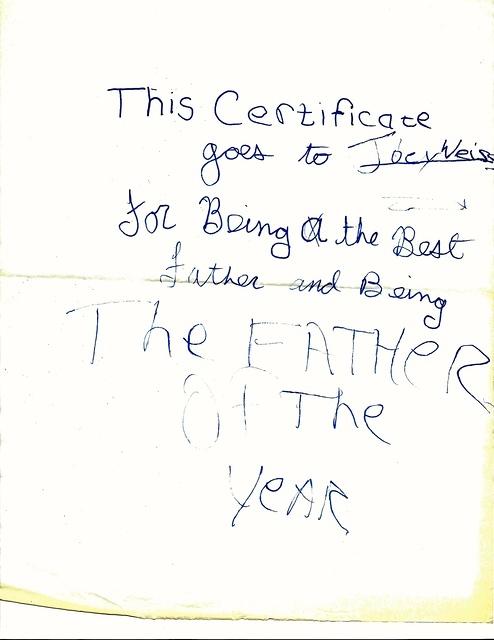 This Certificate
goes to Joey Weiss
for Being the Best
father and Being
The FATHeR
Of The
YeAR